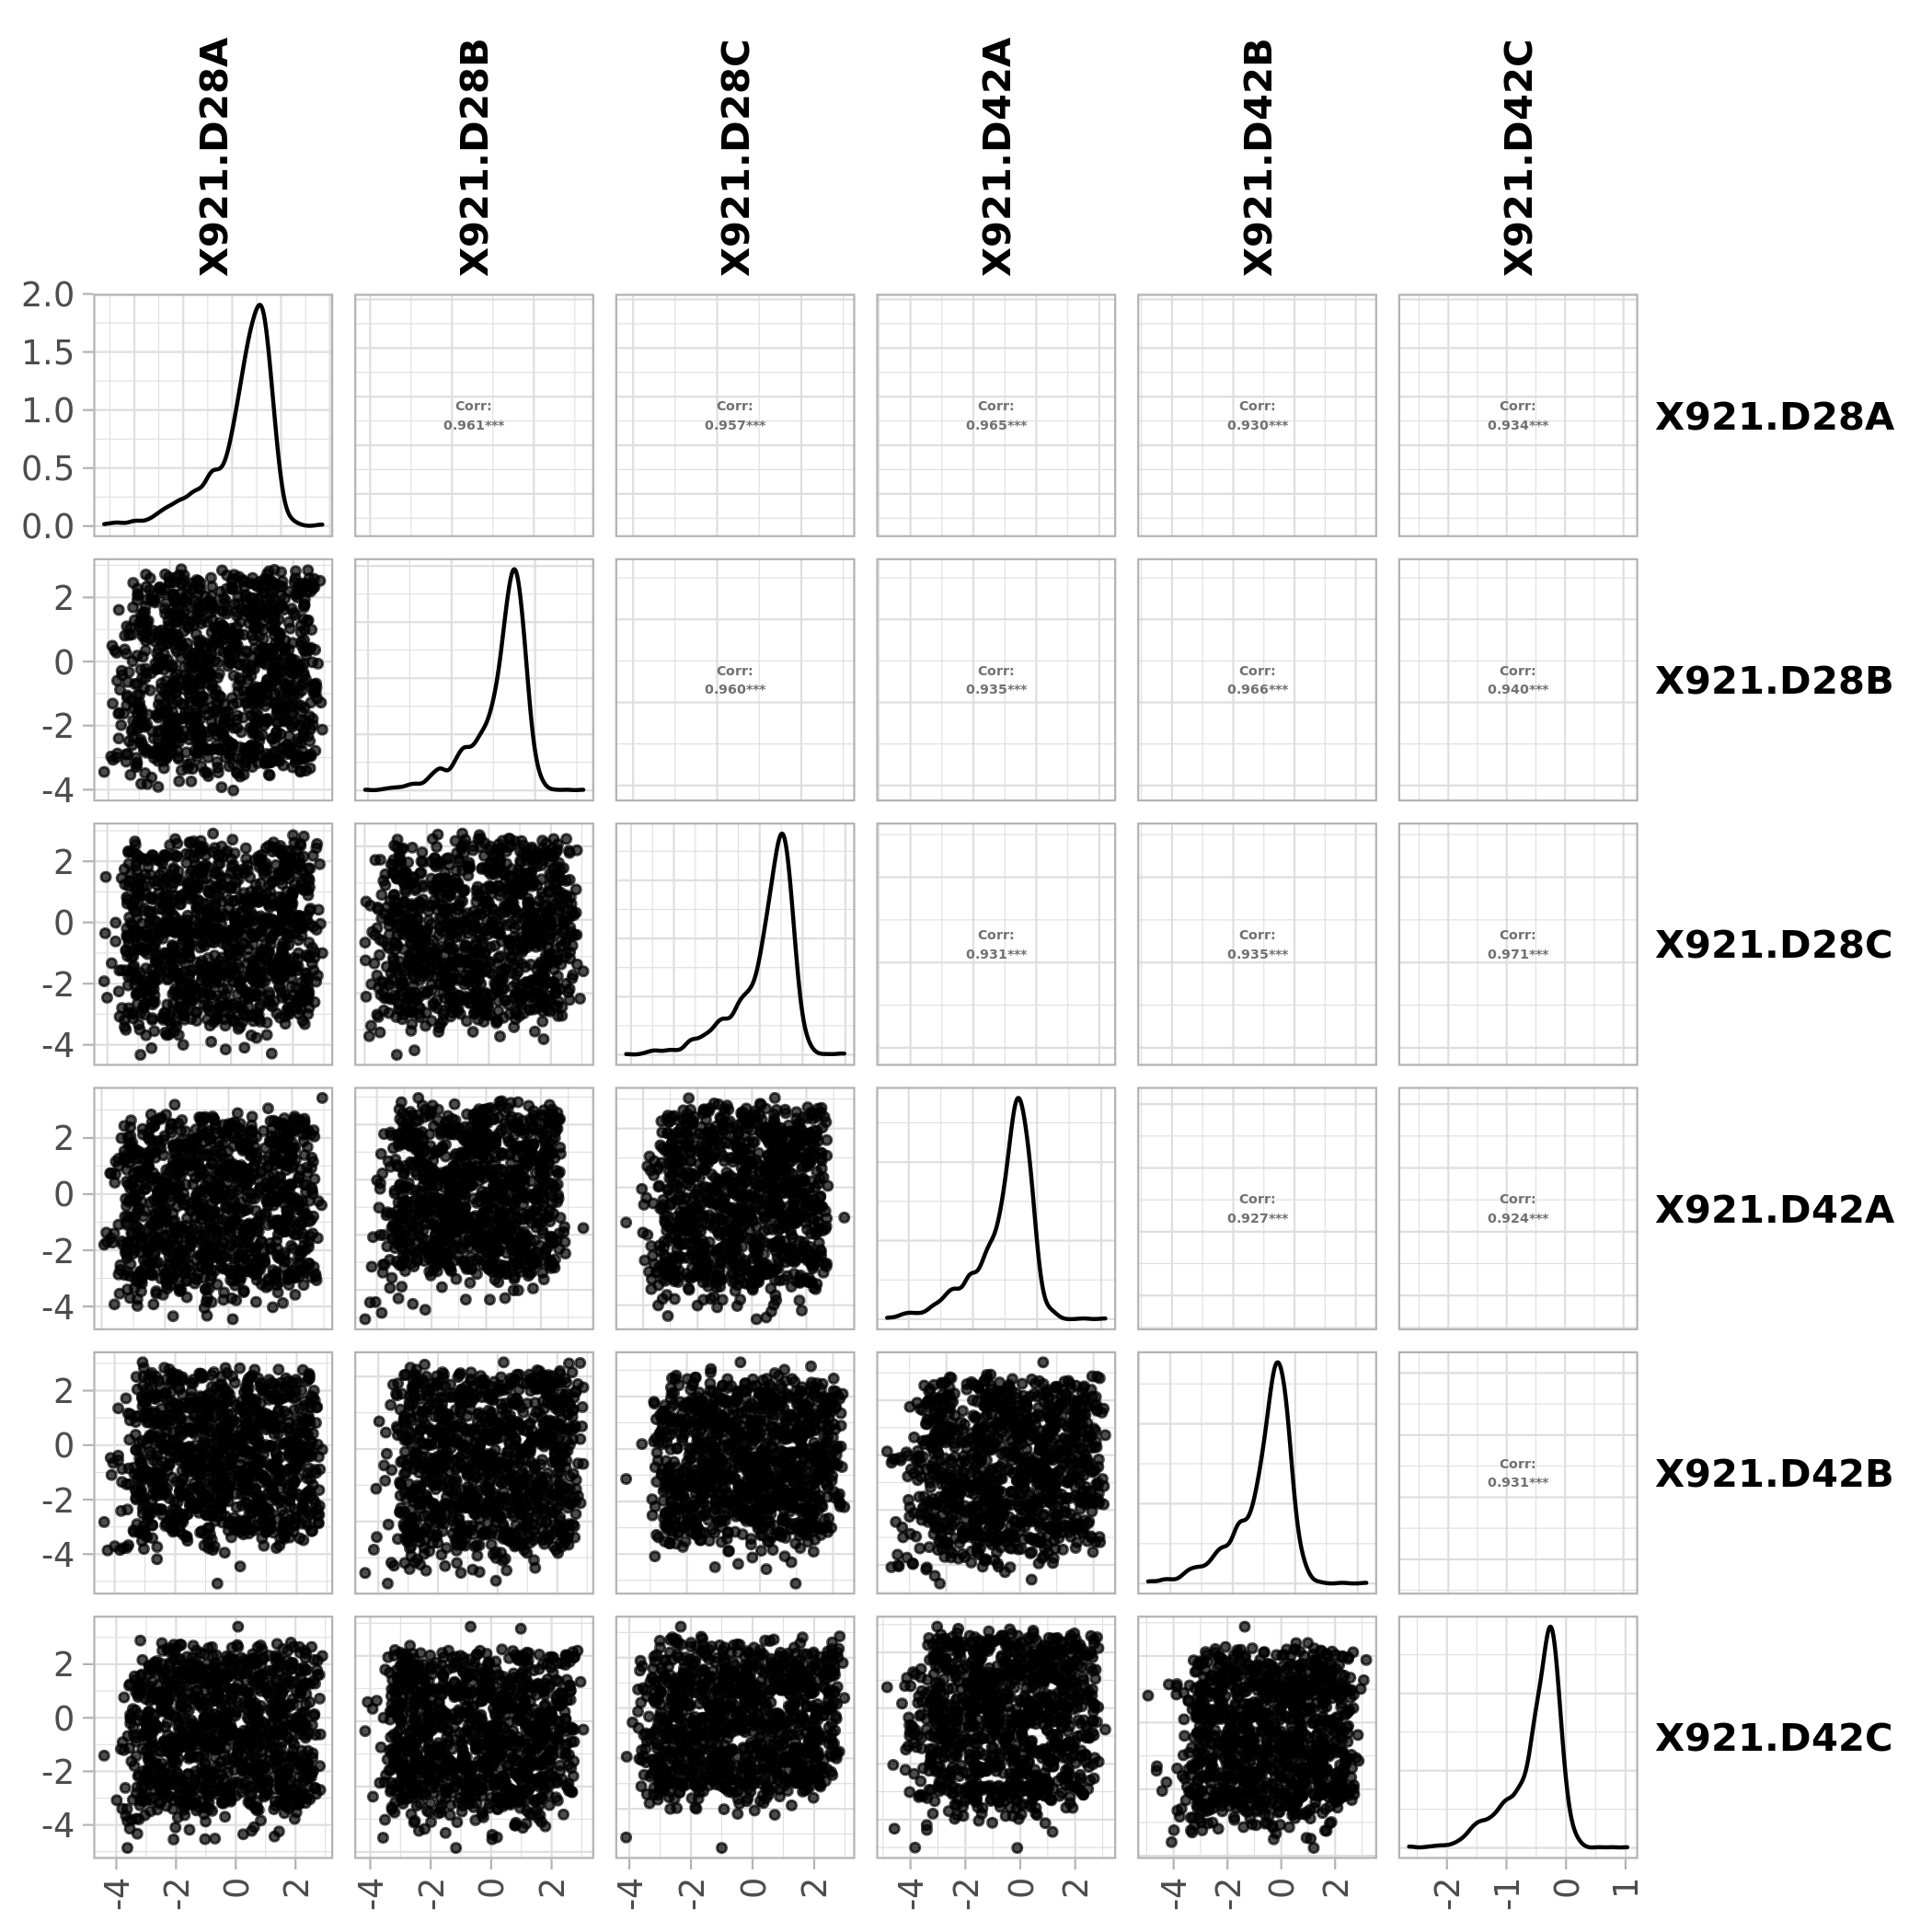 X921.D28A
X921.D28B
X921.D28C
X921.D42A
X921.D42B
X921.D42C
2.0
1.5
1.0
0.5
0.0
Corr:
0.961***
Corr:
0.957***
Corr:
0.965***
Corr:
0.930***
Corr:
0.934***
X921.D28A
2
0
-2
-4
Corr:
0.960***
Corr:
0.935***
Corr:
0.966***
Corr:
0.940***
X921.D28B
2
0
-2
-4
Corr:
0.931***
Corr:
0.935***
Corr:
0.971***
X921.D28C
2
0
-2
-4
Corr:
0.927***
Corr:
0.924***
X921.D42A
2
0
-2
-4
Corr:
0.931***
X921.D42B
2
0
-2
-4
X921.D42C
-4
-2
0
2
-4
-2
0
2
-4
-2
0
2
-4
-2
0
2
-4
-2
0
2
-2
-1
0
1